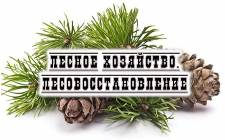 ЛЕСНОЕ ХОЗЯЙСТВО.
ЛЕСОВОССТАНОВЛЕНИЕ